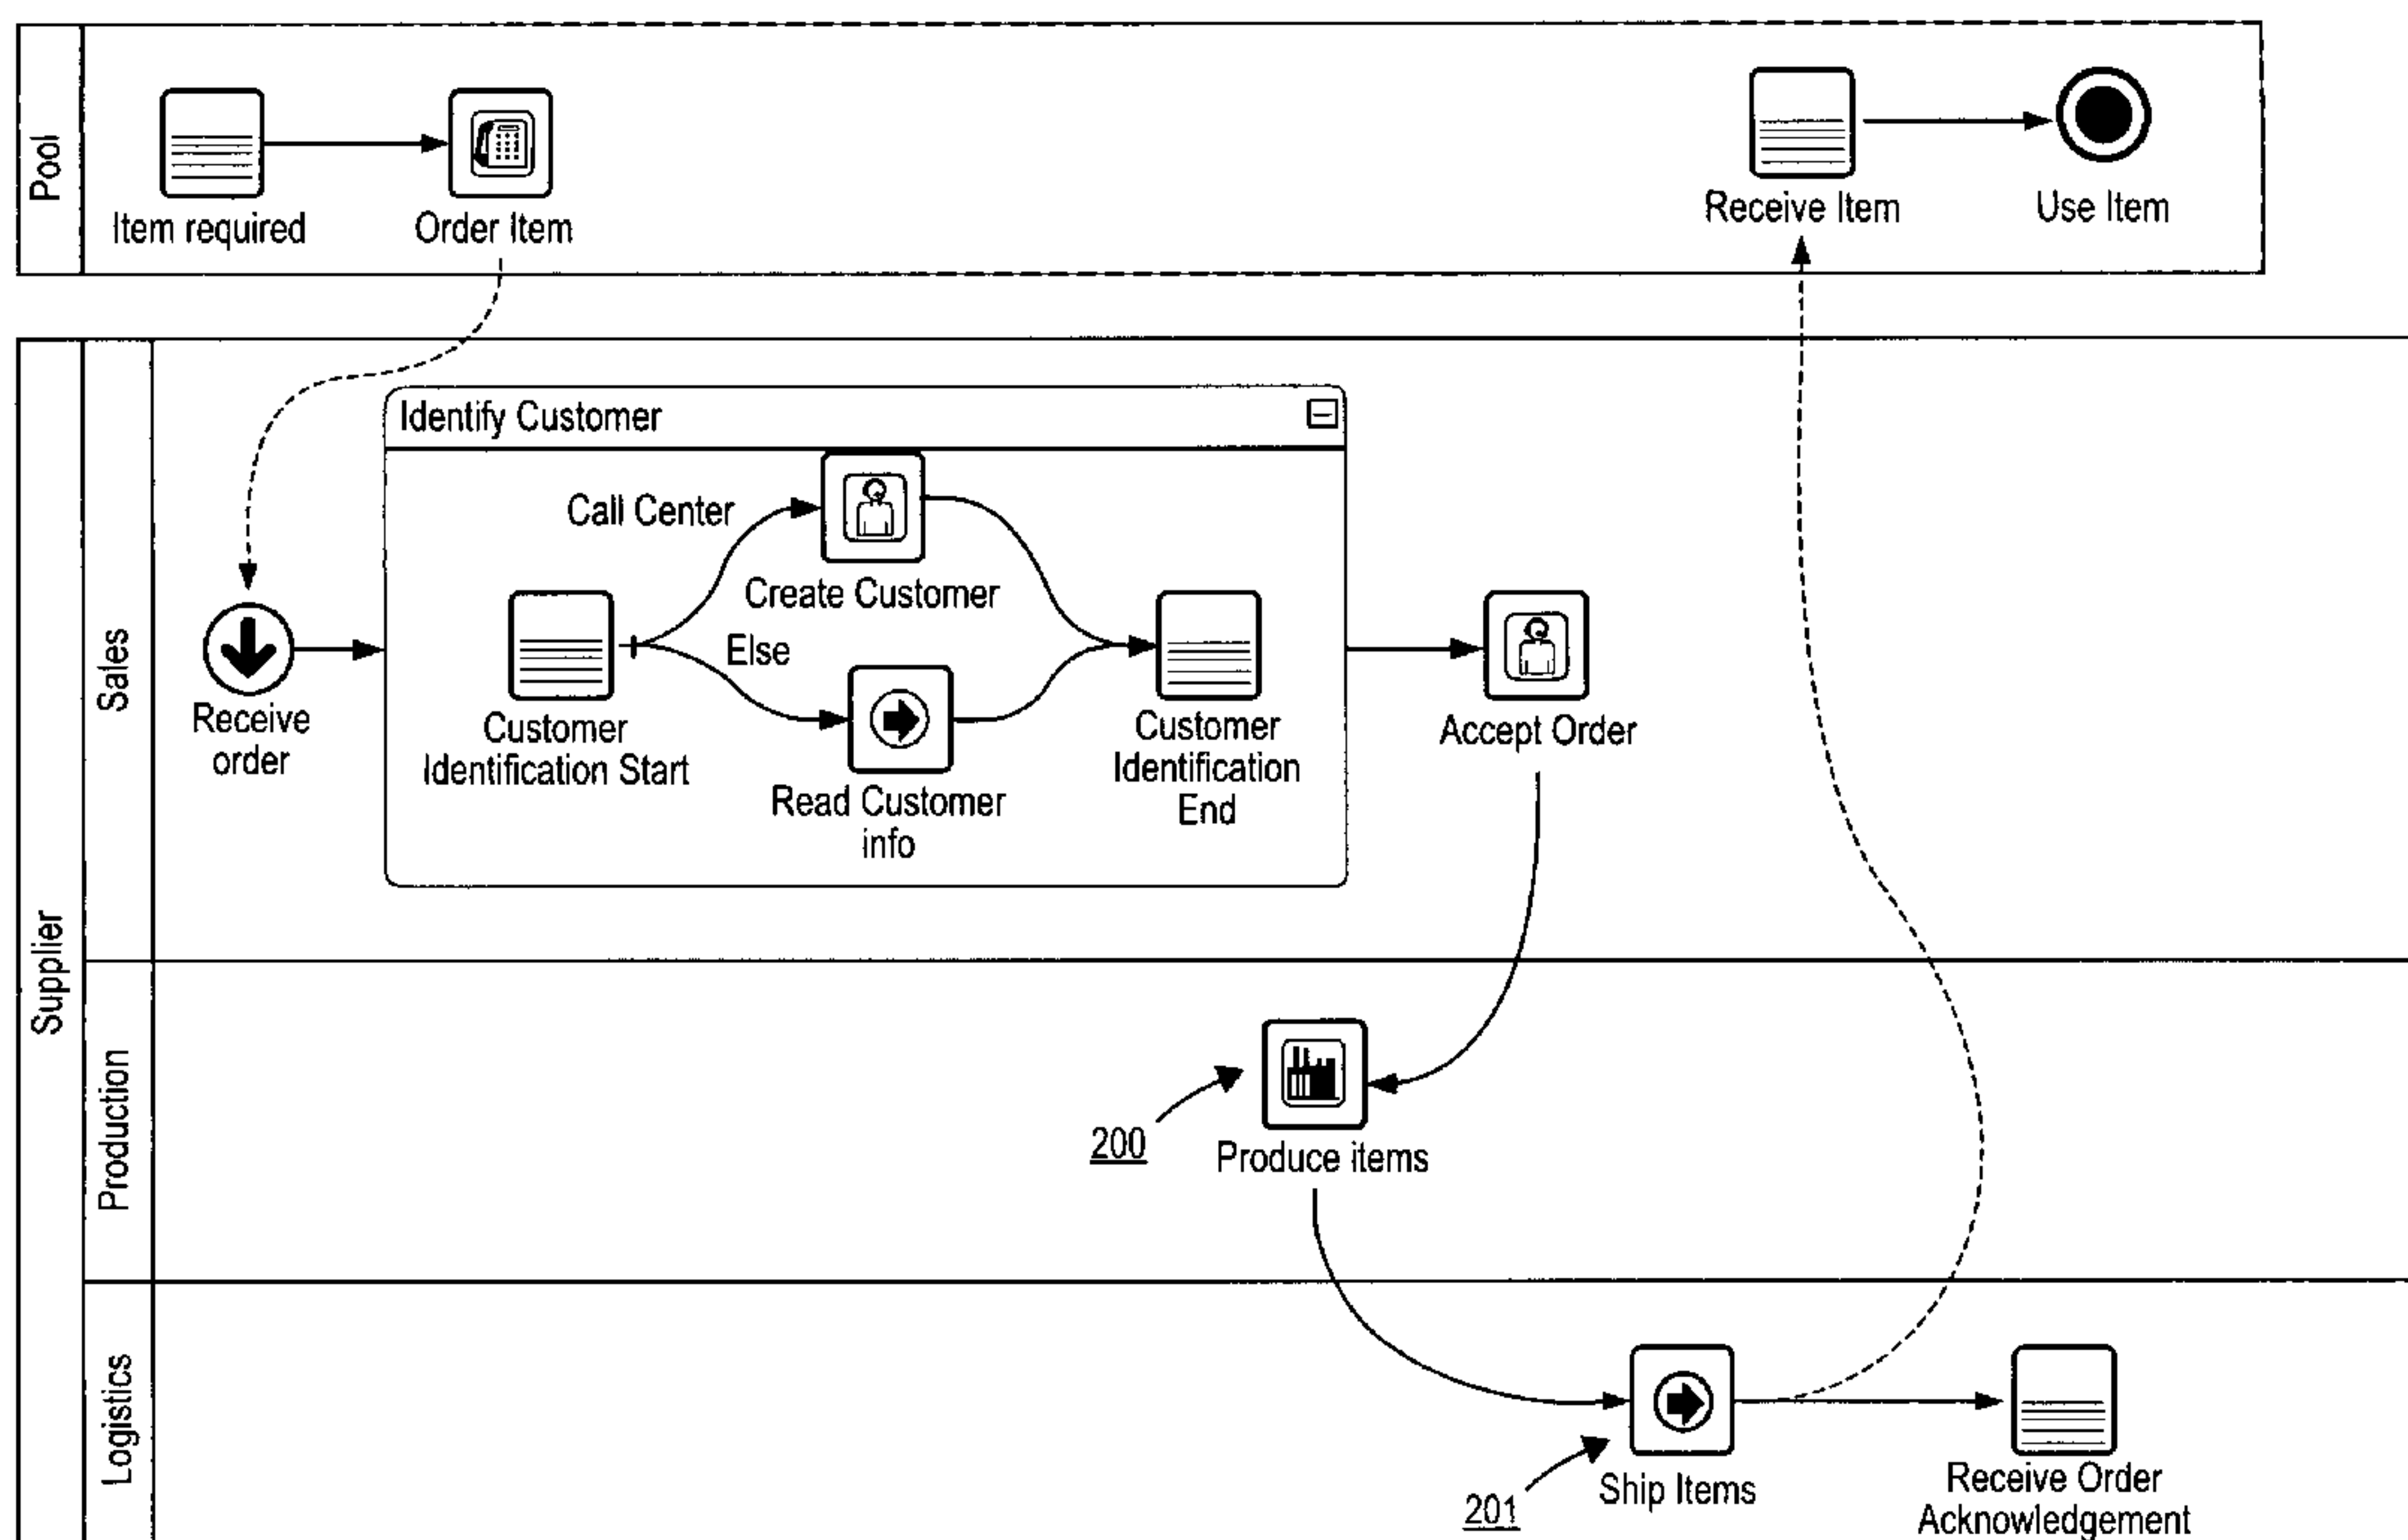 Pool
Item required
Order Item
Receive Item
Use Item
Supplier
Sales
Identify Customer
Call Center
Create Customer
Else
Receive
order
Customer
Identification Start
Read Customer
info
Customer
Identification
End
Accept Order
Production
200
Produce items
Logistics
201
Ship Items
Receive Order
Acknowledgement